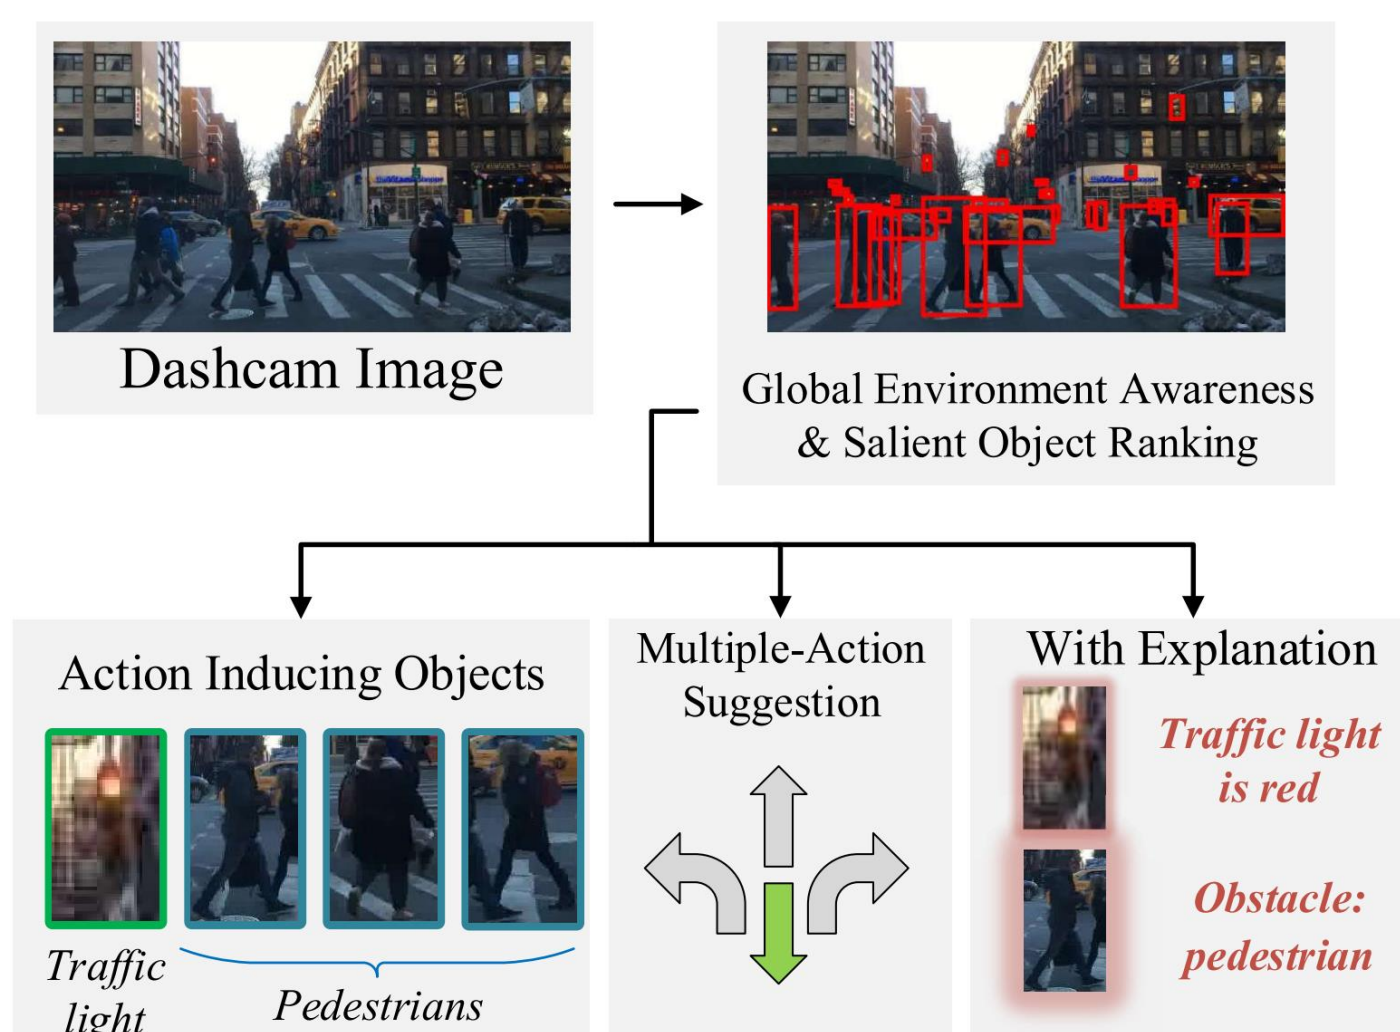 Dashcam Image
Global Environment Awareness
& Salient Object Ranking
Action Inducing Objects
Traffic
light
Pedestrians
Multiple-Action
Suggestion
With Explanation
Traffic light
is red
Obstacle:
pedestrian